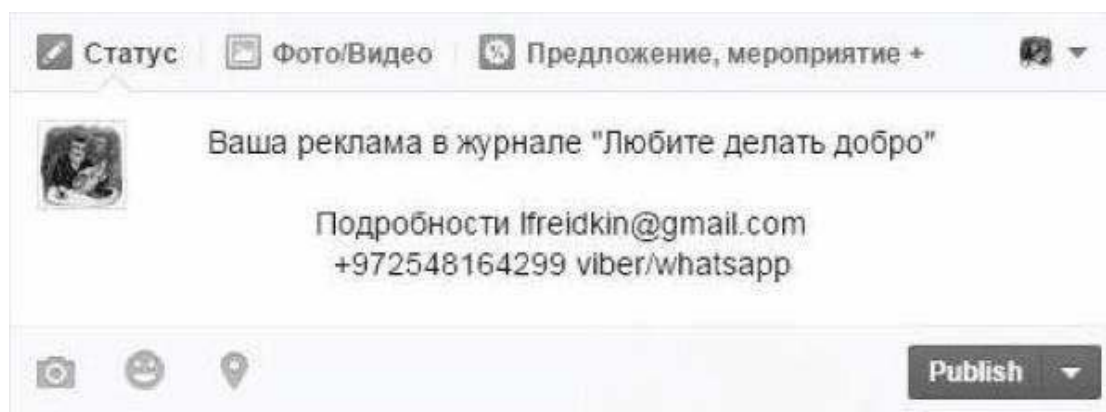 Статус Фото/Видео Предложение, мероприятие +
Ваша реклама в журнале "Любите делать добро"
Подробности lfreidkin@gmail.com
+972548164299 viber/whatsapp
Publish